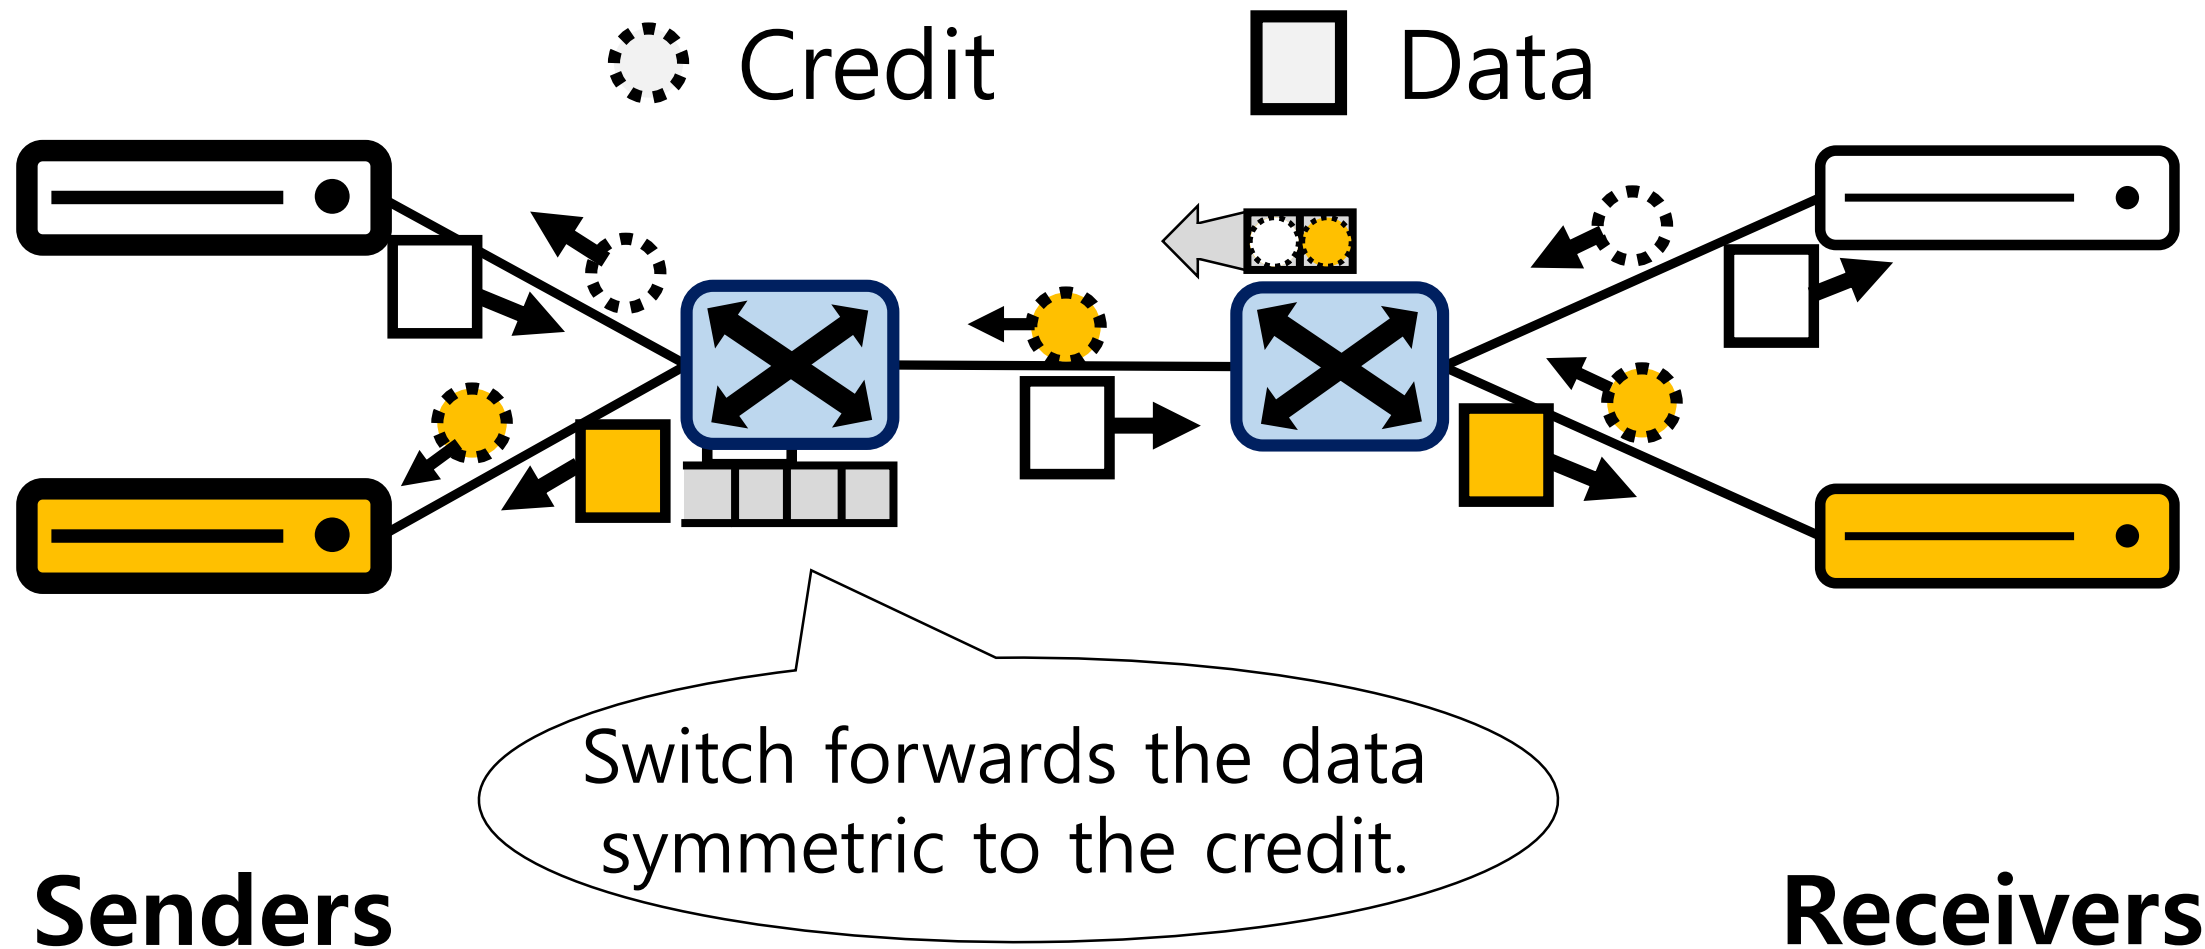 Credit
Data
Switch forwards the data
symmetric to the credit.
Senders
Receivers